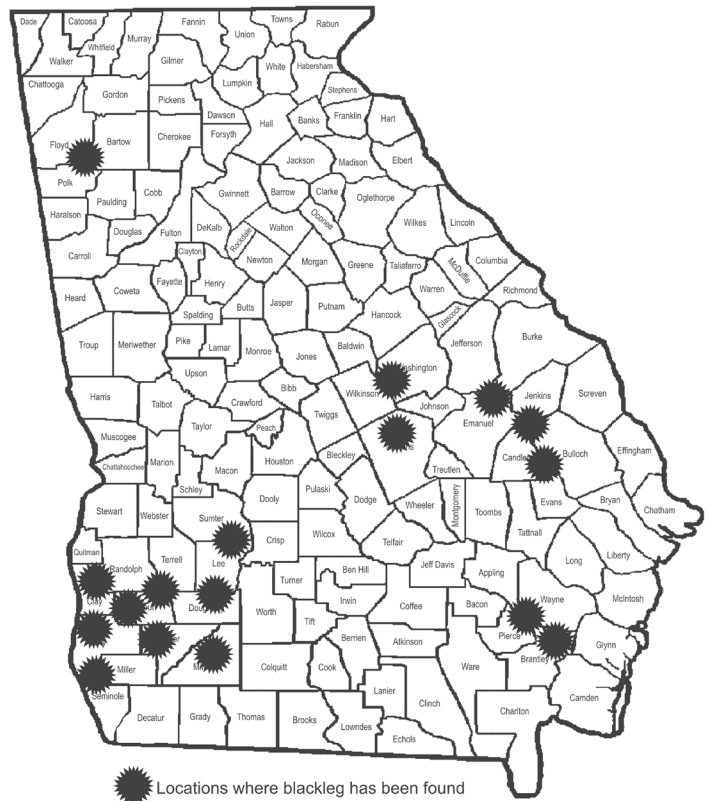 Dade
Catoosa
Fannin
Towns
Rabun
Whitfield
Murray
Union
Walker
Gilmer
White
Habersham
Chattooga
Lumpkin
Stephens
Gordon
Pickens
Dawson
Hall
Banks
Franklin
Hart
Floyd
Bartow
Cherokee
Forsyth
Jackson
Madison
Elbert
Polk
Paulding
Cobb
Gwinnett
Barrow
Clarke
Oglethorpe
Haralson
Douglas
Fulton
DeKalb
Rockdale
Walton
Oconee
Wilkes
Lincoln
Carroll
Clayton
Newton
Morgan
Greene
Taliaferro
McDuffie
Columbia
Heard
Coweta
Fayette
Henry
Butts
Jasper
Putnam
Hancock
Warren
Glascock
Richmond
Spalding
Troup
Meriwether
Pike
Lamar
Monroe
Jones
Baldwin
Jefferson
Burke
Upson
Bibb
Wilkinson
ashington
Johnson
Jenkins
Screven
Harris
Talbot
Crawford
Twiggs
Emanuel
Taylor
Peach
Muscogee
Chattahoochee
Marion
Macon
Houston
Bleckley
Treutlen
Candle
Bulloch
Effingham
Schley
Dooly
Pulaski
Dodge
Wheeler
Montgomery
Toombs
Evans
Bryan
Chatham
Stewart
Webster
Sumter
Crisp
Wilcox
Telfair
Tattnall
Liberty
Long
Quitman
Randolph
Terrell
Lee
Turner
Ben Hill
Jeff Davis
Appling
Clay
Doug
Worth
Tift
Irwin
Coffee
Bacon
Wayne
McIntosh
Pierce
Berrien
Atkinson
Ware
Brantley
Glynn
Miller
Colquitt
Cook
Lanier
Clinch
Charlton
Camden
Seminole
Decatur
Grady
Thomas
Brooks
Lowndes
Echols
Locations where blackleg has been found